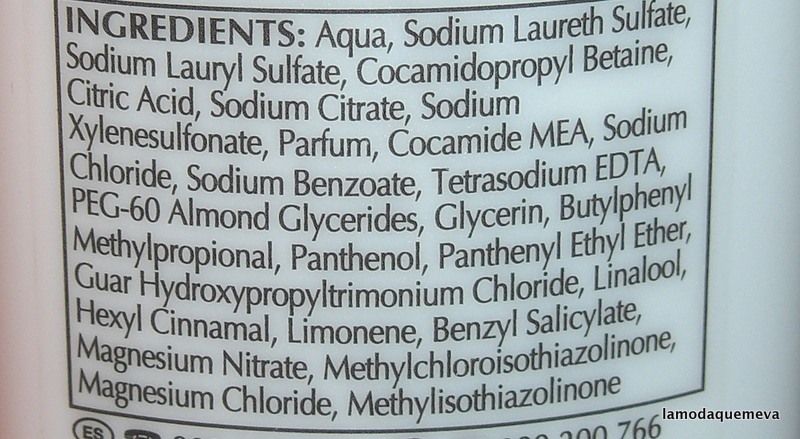 INGREDIENTS: Aqua, Sodium Laureth Sulfate,
Sodium Lauryl Sulfate, Cocamidopropyl Betaine,
Citric Acid, Sodium Citrate, Sodium
Xylenesulfonate, Parfum, Cocamide MEA, Sodium
Chloride, Sodium Benzoate, Tetrasodium EDTA,
PEG-60 Almond Glycerides, Glycerin, Butylphenyl
Methylpropional, Panthenol, Panthenyl Ethyl Ether,
Guar Hydroxypropyltrimonium Chloride, Linalool,
Hexyl Cinnamal, Limonene, Benzyl Salicylate,
Magnesium Nitrate, Methylchloroisothiazolinone,
Magnesium Chloride, Methylisothiazolinone
lamodaquemeva
ES 200 766